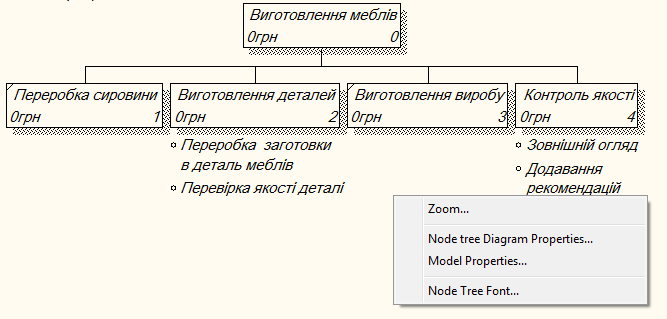 Виготовлення меблів
0грн 0
Переробка сировини
0грн 1
Виготовлення деталей
0грн 2
Виготовлення виробу
0грн 3
Контроль якості
0грн 4
Переробка заготовки
в деталь меблів
Перевірка якості деталі
Зовнішній огляд
Додавання
рекомендацій
Zoom...
Node tree Diagram Properties...
Model Properties...
Node Tree Font...